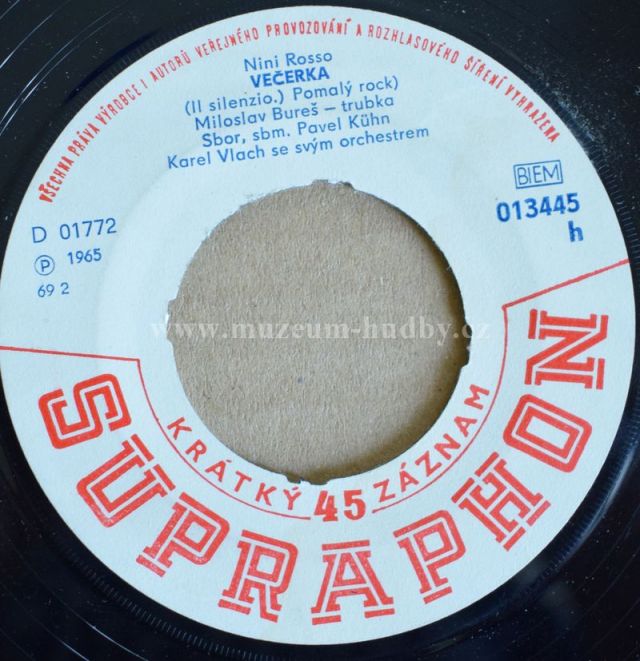 VŠECHNA PRÁVA VÝROBCE I AUTORŮ VEŘEJNÉHO PROVOZOVÁNÍ A ROZHLASOVÉHO ŠÍŘENÍ VYHRAŽENA
Nini Rosso
VEČERKA
(Il silenzio.) Pomalý rock)
Miloslav Bureš – trubka
Sbor, sbm. Pavel Kühn
Karel Vlach se svým orchestrem
BIEM
D 01772
013445
h
Ⓟ 1965
69 2
www.muzeum-hudby.cz
KRÁTKÝ 45 ZÁZNAM
SUPRAPHON